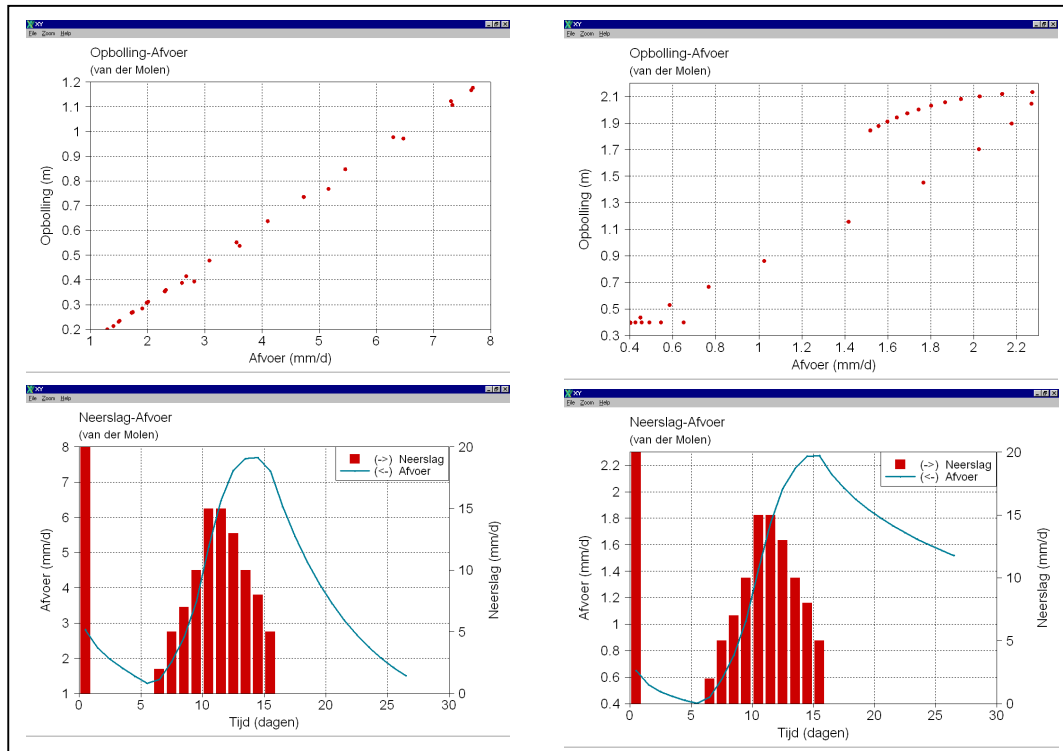 XY
File Zoom Help
Opbolling-Afvoer
(van der Molen)
1.2
1.1
1
0.9
0.8
0.7
0.6
0.5
0.4
0.3
0.2
Opbolling (m)
1 2 3 4 5 6 7 8
Afvoer (mm/d)
XY
File Zoom Help
Opbolling-Afvoer
(van der Molen)
2.1
1.9
1.7
1.5
1.3
1.1
0.9
0.7
0.5
0.3
Opbolling (m)
0.4 0.6 0.8 1 1.2 1.4 1.6 1.8 2 2.2
Afvoer (mm/d)
XY
File Zoom Help
Neerslag-Afvoer
(van der Molen)
(->) Neerslag
(<-) Afvoer
8
7
6
5
4
3
2
1
Afvoer (mm/d)
20
15
10
5
0
Neerslag (mm/d)
0 5 10 15 20 25 30
Tijd (dagen)
XY
File Zoom Help
Neerslag-Afvoer
(van der Molen)
(->) Neerslag
(<-) Afvoer
2.2
2
1.8
1.6
1.4
1.2
1
0.8
0.6
0.4
Afvoer (mm/d)
20
10
0
Neerslag (mm/d)
0 5 10 15 20 25 30
Tijd (dagen)